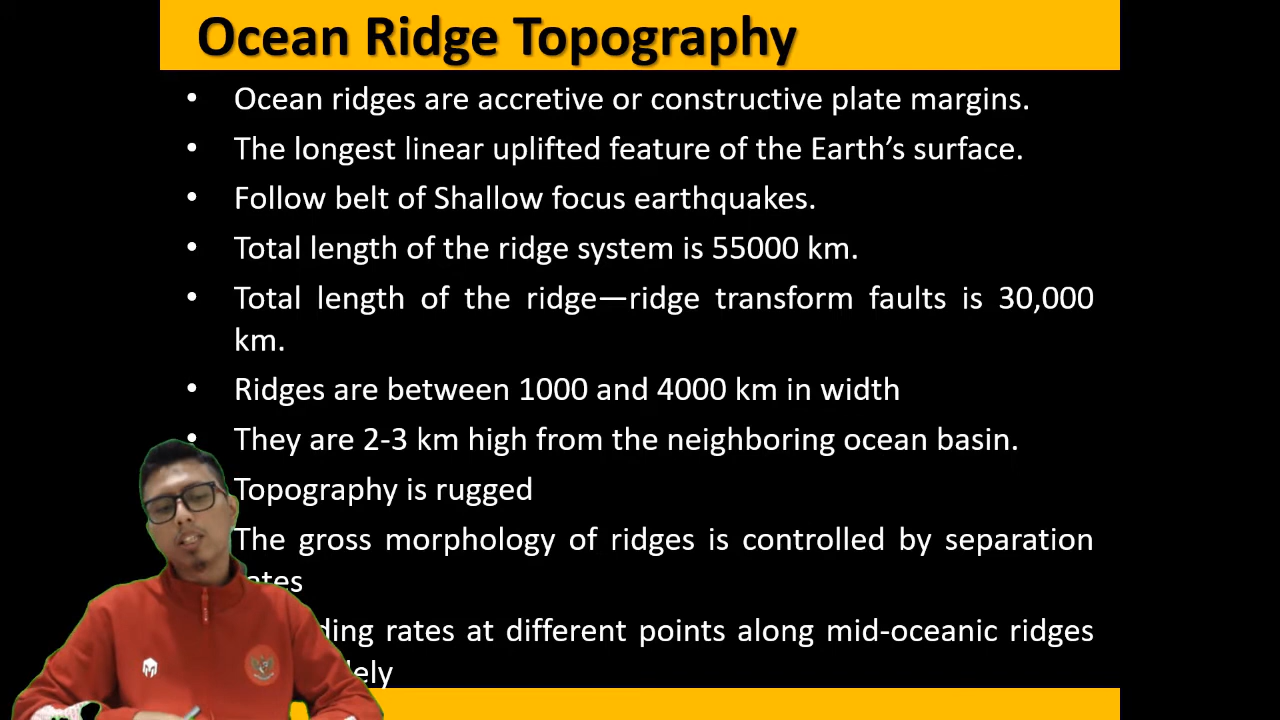 Ocean Ridge Topography
• Ocean ridges are accretive or constructive plate margins.
• The longest linear uplifted feature of the Earth’s surface.
• Follow belt of Shallow focus earthquakes.
• Total length of the ridge system is 55000 km.
• Total length of the ridge—ridge transform faults is 30,000
km.
• Ridges are between 1000 and 4000 km in width
• They are 2-3 km high from the neighboring ocean basin.
Topography is rugged
The gross morphology of ridges is controlled by separation
rates at different points along mid-oceanic ridges